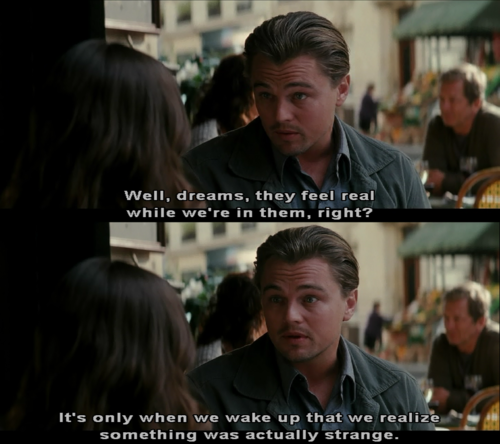 Well, dreams, they feel real
while we're in them, right?
It's only when we wake up that we realize
something was actually strange.